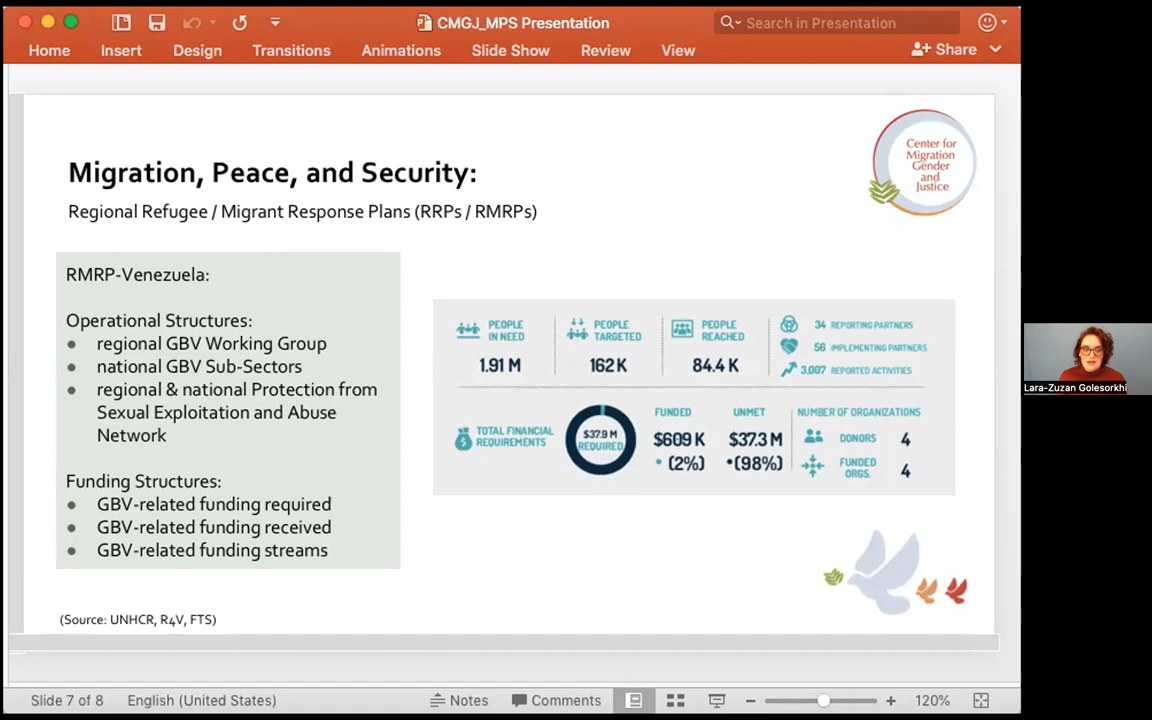 CMGJ_MPS Presentation
Search in Presentation
Home Insert Design Transitions Animations Slide Show Review View Share
Center for
Migration
Gender
and
Justice
Migration, Peace, and Security:
Regional Refugee / Migrant Response Plans (RRPs / RMRPs)
RMRP-Venezuela:
Operational Structures:
● regional GBV Working Group
● national GBV Sub-Sectors
● regional & national Protection from
Sexual Exploitation and Abuse
Network
Funding Structures:
● GBV-related funding required
● GBV-related funding received
● GBV-related funding streams
PEOPLE
IN NEED
1.91 M
PEOPLE
TARGETED
162 K
PEOPLE
REACHED
84.4 K
34 REPORTING PARTNERS
56 IMPLEMENTING PARTNERS
3,007 REPORTED ACTIVITIES
TOTAL FINANCIAL
REQUIREMENTS
$37.9 M
REQUIRED
FUNDED
$609 K
• (2%)
UNMET
$37.3 M
•(98%)
NUMBER OF ORGANIZATIONS
DONORS 4
FUNDED
ORGS. 4
(Source: UNHCR, R4V, FTS)
Lara-Zuzan Golesorkhi
Slide 7 of 8 English (United States) Notes Comments 120%